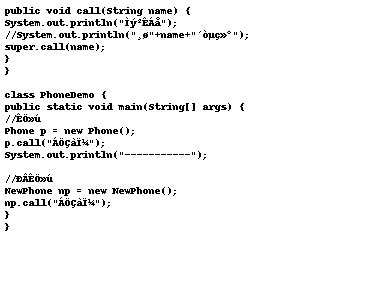 public void call(String name) {
System.out.println("Ìý²ÊÁå");
//System.out.println("¸ø"+name+"´òµç»°");
super.call(name);
}
}

class PhoneDemo {
public static void main(String[] args) {
//ÊÖ»ú
Phone p = new Phone();
p.call("ÁÖÇàÏ¼");
System.out.println("-----------");

//ÐÂÊÖ»ú
NewPhone np = new NewPhone();
np.call("ÁÖÇàÏ¼");
}
}